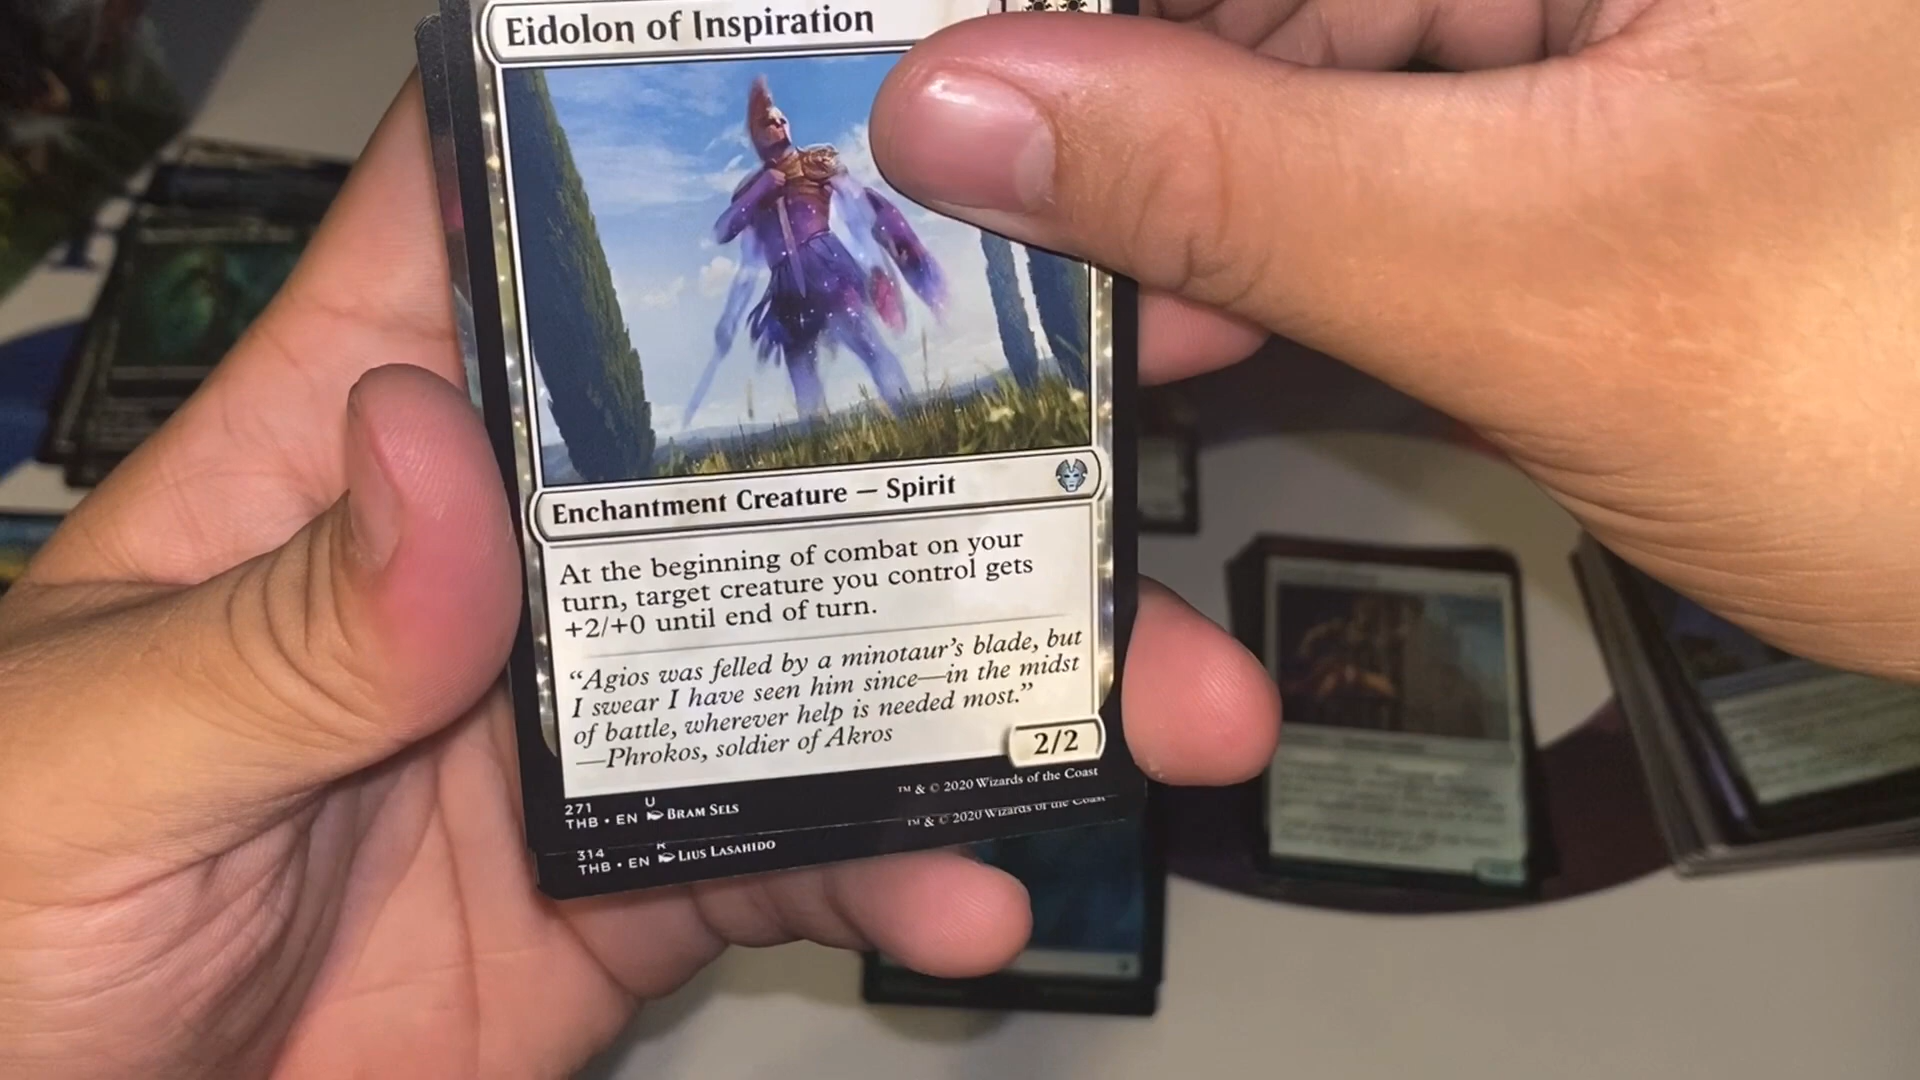 Eidolon of Inspiration
Enchantment Creature — Spirit
At the beginning of combat on your
turn, target creature you control gets
+2/+0 until end of turn.
“Agios was felled by a minotaur’s blade, but
I swear I have seen him since—in the midst
of battle, wherever help is needed most.”
—Phrokos, soldier of Akros
2/2
271 U
THB • EN BRAM SELS
™ & © 2020 Wizards of the Coast
314 R
THB • EN LIUS LASAHIDO
™ & © 2020 Wizards of the Coast